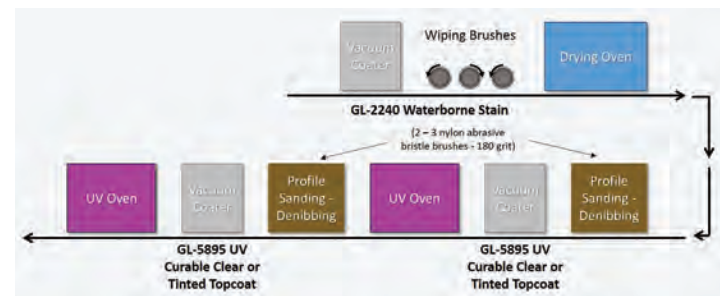 Vacuum
Coater
Wiping Brushes
Drying Oven
GL-2240 Waterborne Stain
(2 – 3 nylon abrasive
bristle brushes - 180 grit)
UV Oven
Vacuum
Coater
Profile
Sanding -
Denibbing
UV Oven
Vacuum
Coater
Profile
Sanding -
Denibbing
GL-5895 UV
Curable Clear or
Tinted Topcoat
GL-5895 UV
Curable Clear or
Tinted Topcoat